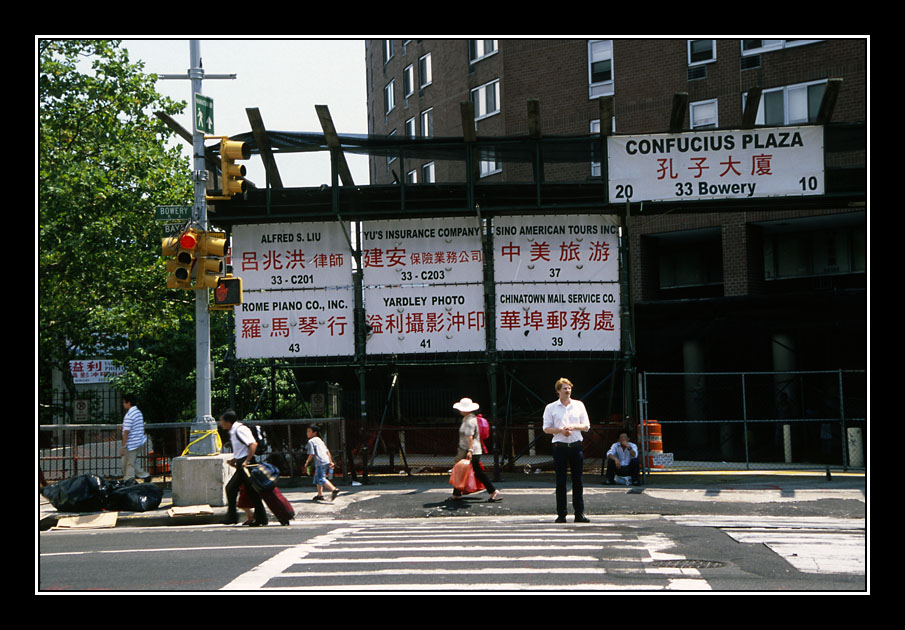 CONFUCIUS PLAZA
孔子大廈
20 33 Bowery 10
ALFRED S. LIU
呂兆洪律師
33 - C201
YU'S INSURANCE COMPANY
建安保險業務公司
33 - C203
SINO AMERICAN TOURS INC
中美旅游
37
ROME PIANO CO., INC.
羅馬琴行
43
YARDLEY PHOTO
溢利攝影沖印
41
CHINATOWN MAIL SERVICE CO.
華埠郵務處
39
BOWERY
溢利